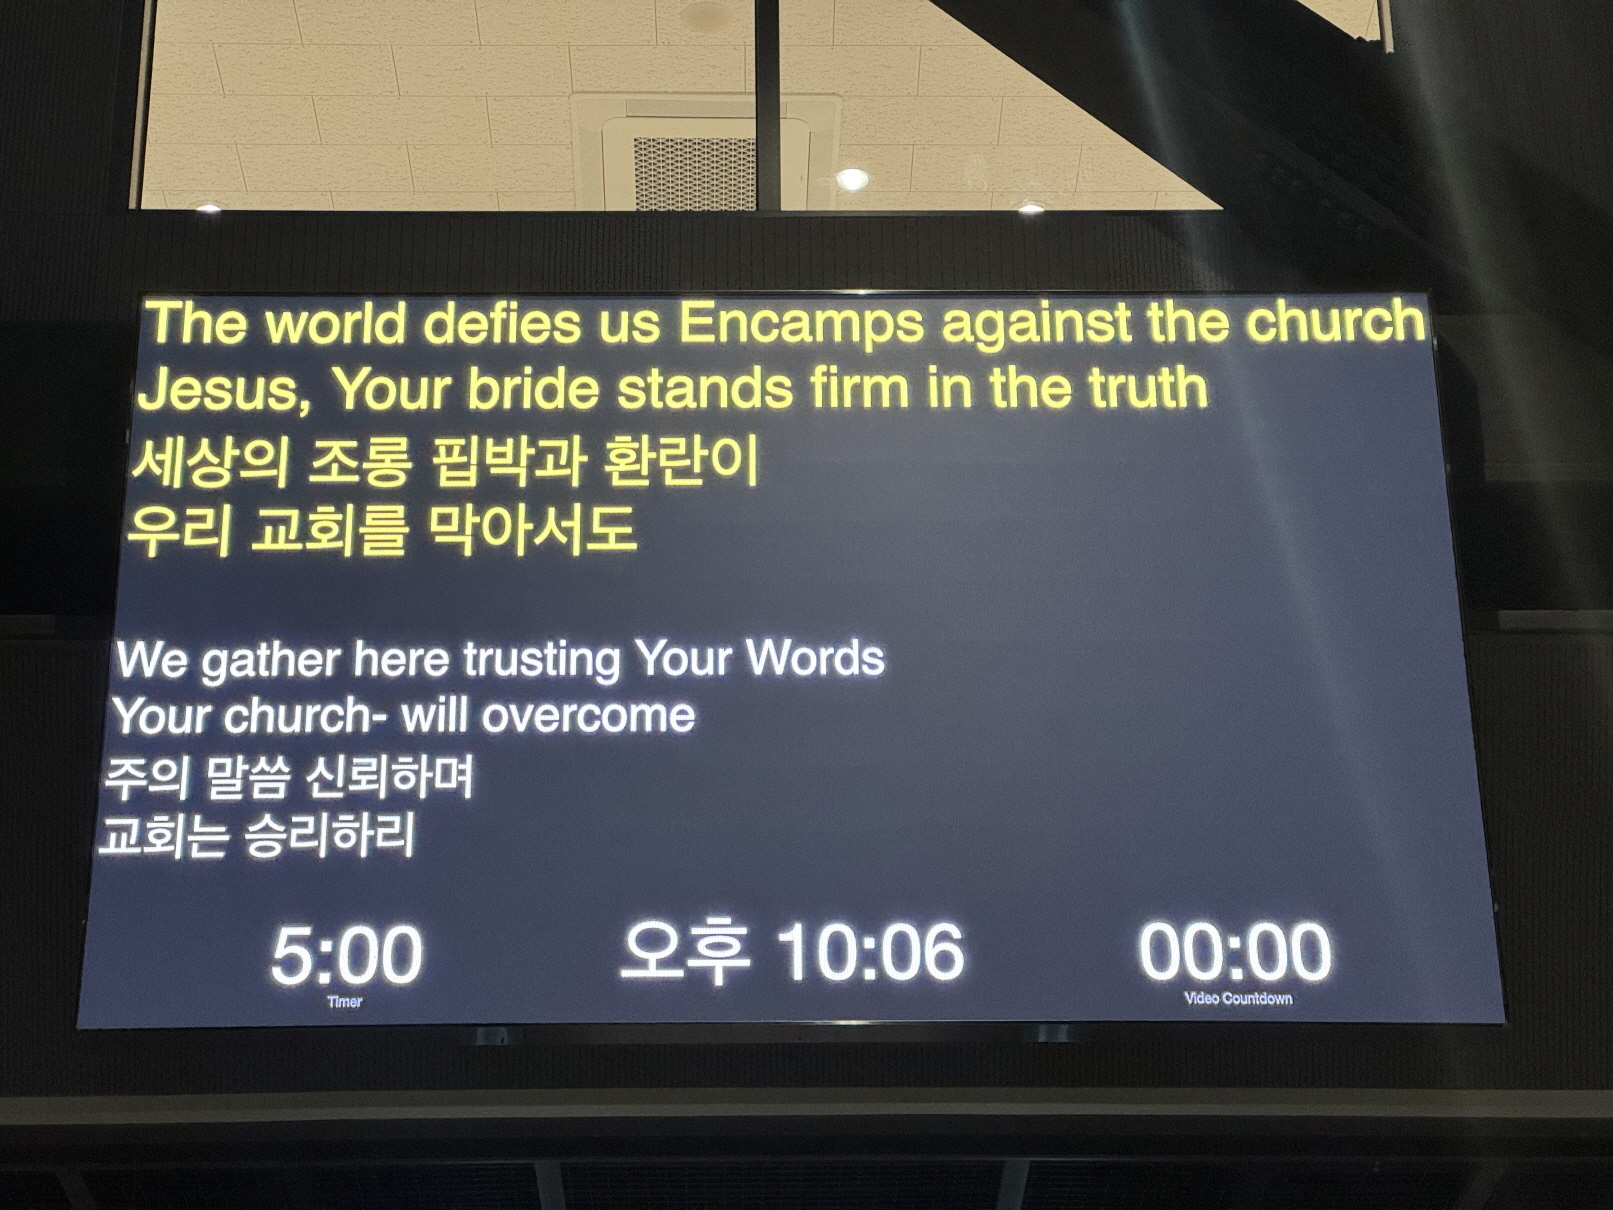 The world defies us Encamps against the church
Jesus, Your bride stands firm in the truth
세상의 조롱 핍박과 환란이
우리 교회를 막아서도
We gather here trusting Your Words
Your church- will overcome
주의 말씀 신뢰하며
교회는 승리하리
5:00 오후 10:06 00:00
Timer Video Countdown